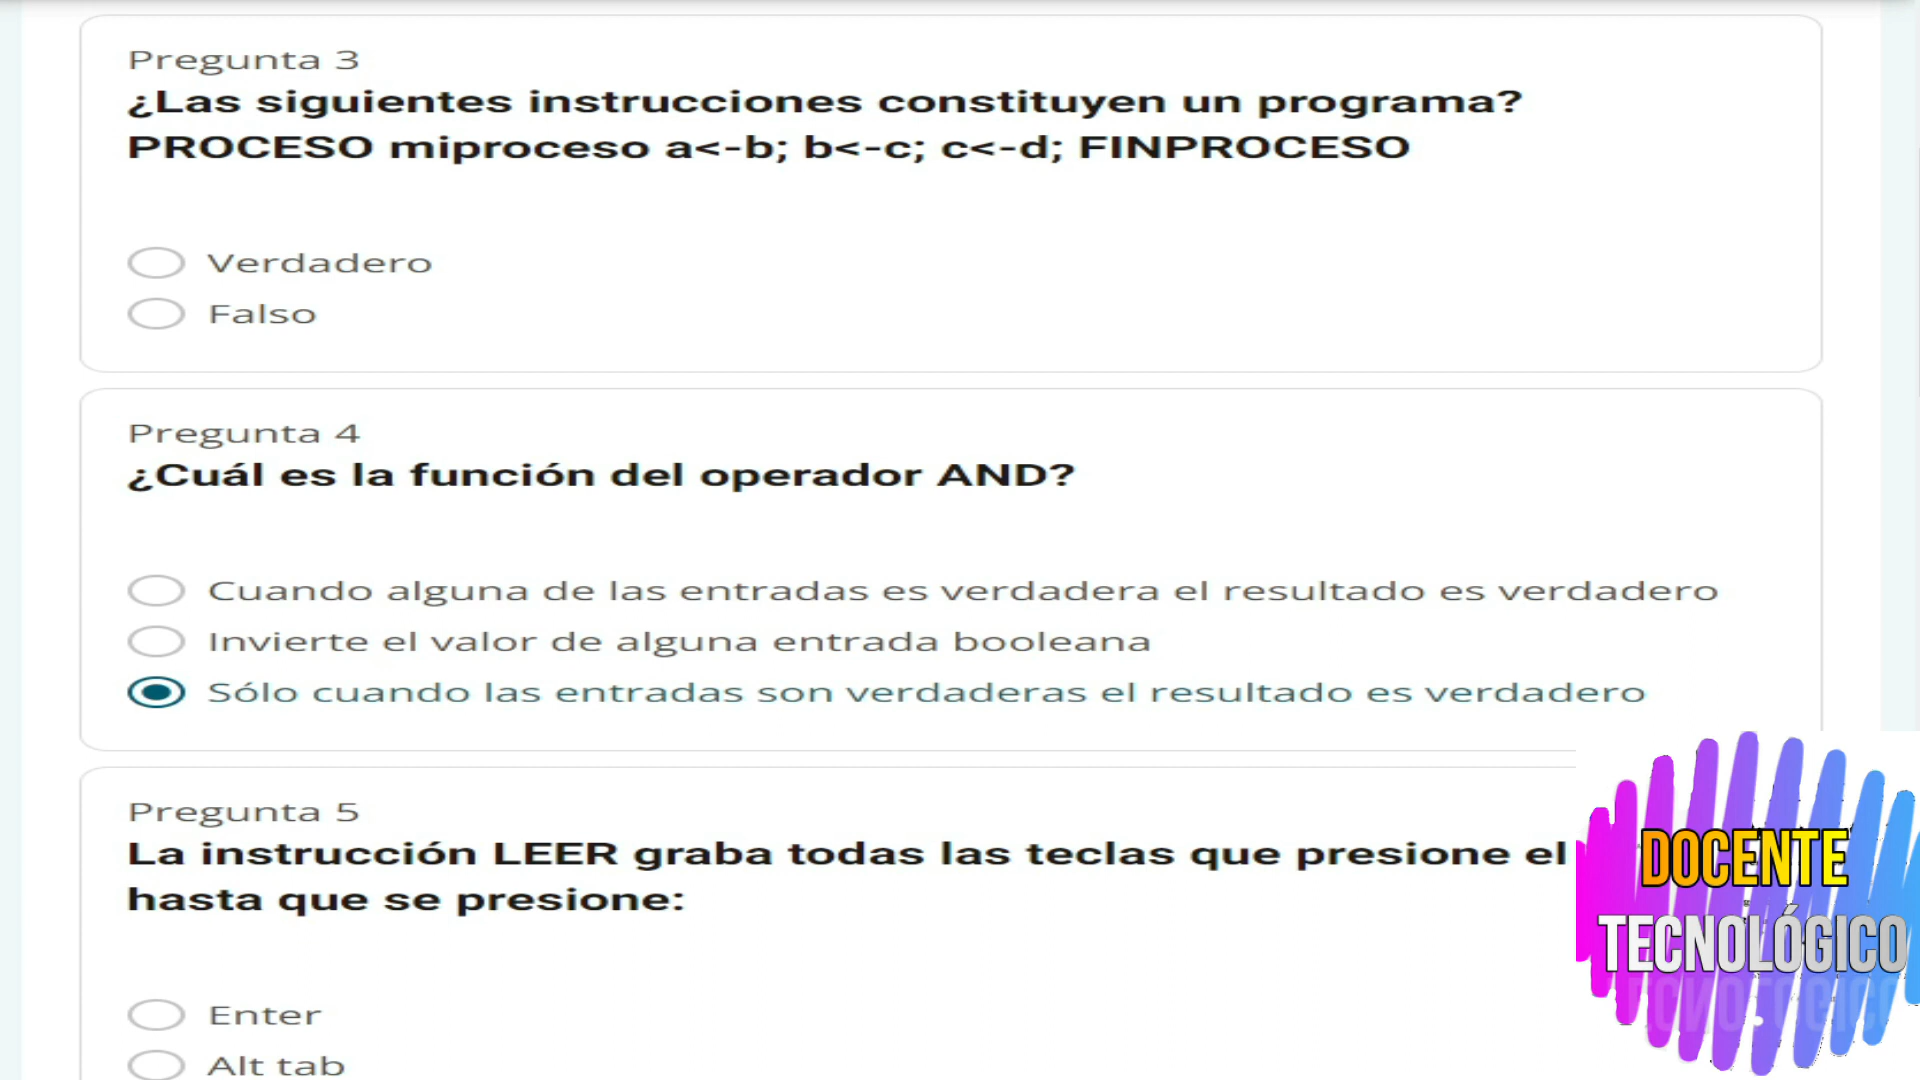 Pregunta 3
¿Las siguientes instrucciones constituyen un programa?
PROCESO miproceso a<-b; b<-c; c<-d; FINPROCESO
Verdadero
Falso
Pregunta 4
¿Cuál es la función del operador AND?
Cuando alguna de las entradas es verdadera el resultado es verdadero
Invierte el valor de alguna entrada booleana
Sólo cuando las entradas son verdaderas el resultado es verdadero
Pregunta 5
La instrucción LEER graba todas las teclas que presione el
hasta que se presione:
Enter
Alt tab
DOCENTE
TECNOLÓGICO